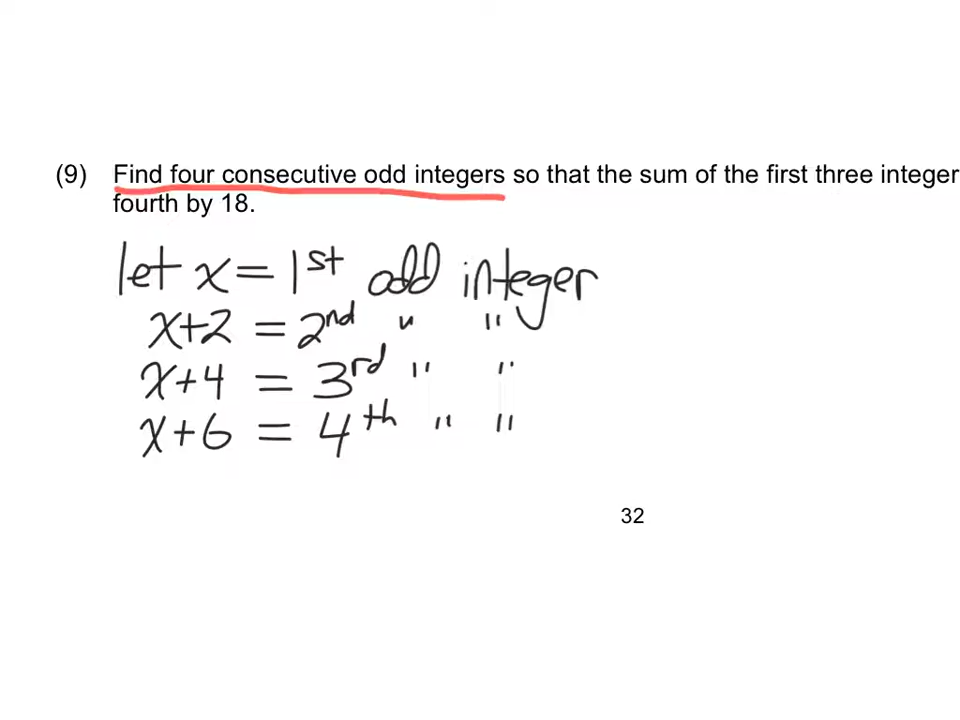 (9) Find four consecutive odd integers so that the sum of the first three integer
fourth by 18.
let x = 1st odd integer
x+2 = 2nd " "
x+4 = 3rd " "
x+6 = 4th " "
32